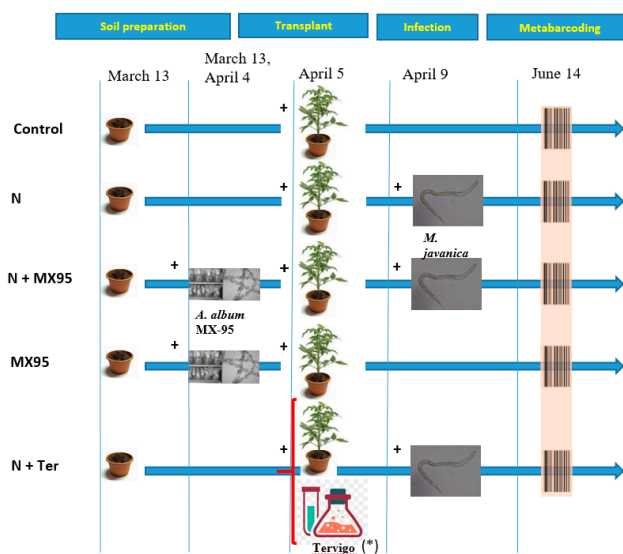 Soil preparation
Transplant
Infection
Metabarcoding
March 13
March 13,
April 4
April 5
April 9
June 14
Control
+
N
+
+
M.
javanica
N + MX95
+
+
+
A. album
MX-95
MX95
+
+
N + Ter
+
+
Tervigo (*)